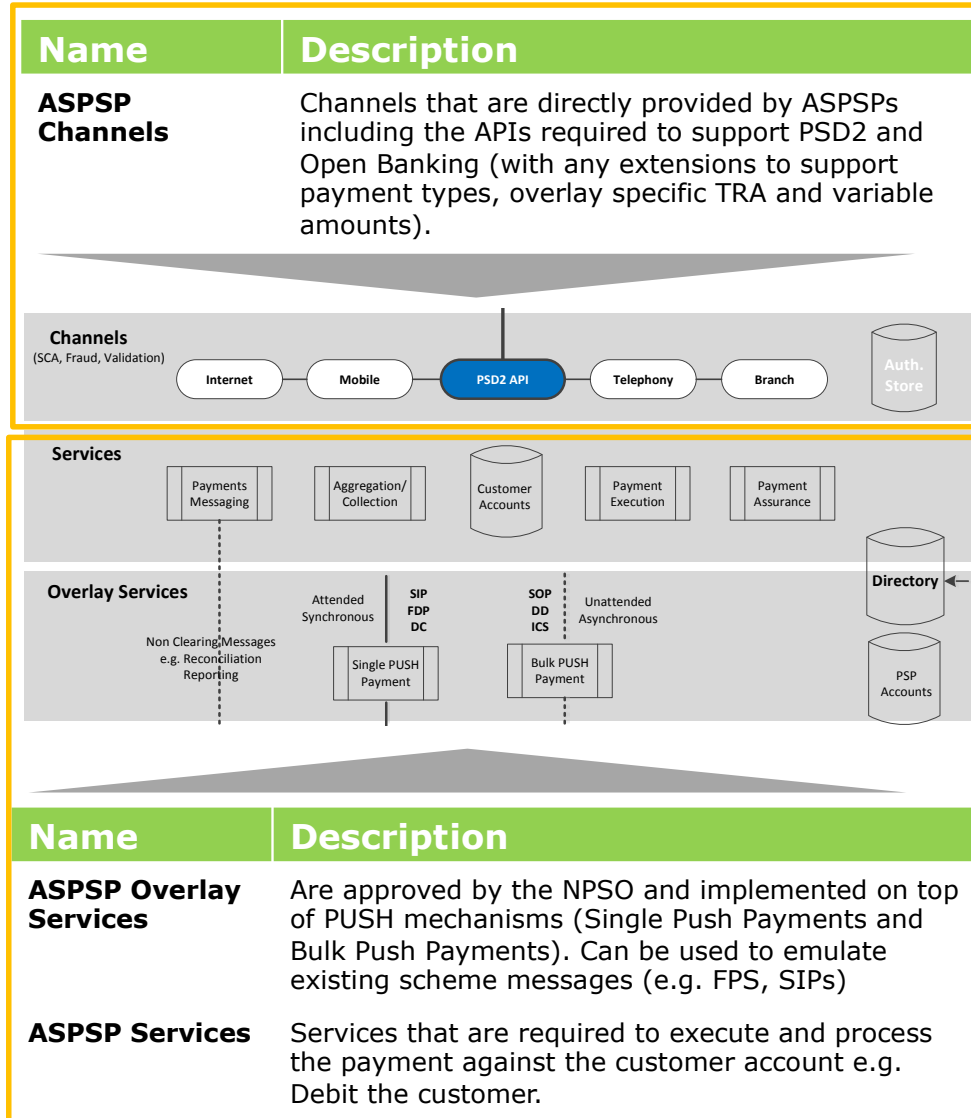 Name Description
ASPSP Channels that are directly provided by ASPSPs
Channels including the APIs required to support PSD2 and
Open Banking (with any extensions to support
payment types, overlay specific TRA and variable
amounts).
Channels
(SCA, Fraud, Validation)
Internet Mobile PSD2 API Telephony Branch
Auth.
Store
Services
Payments
Messaging
Aggregation/
Collection
Customer
Accounts
Payment
Execution
Payment
Assurance
Directory
Overlay Services
Attended
Synchronous
SIP
FDP
DC
SOP
DD
ICS
Unattended
Asynchronous
Non Clearing Messages
e.g. Reconciliation
Reporting
Single PUSH
Payment
Bulk PUSH
Payment
PSP
Accounts
Name Description
ASPSP Overlay Are approved by the NPSO and implemented on top
Services of PUSH mechanisms (Single Push Payments and
Bulk Push Payments). Can be used to emulate
existing scheme messages (e.g. FPS, SIPs)
ASPSP Services Services that are required to execute and process
the payment against the customer account e.g.
Debit the customer.